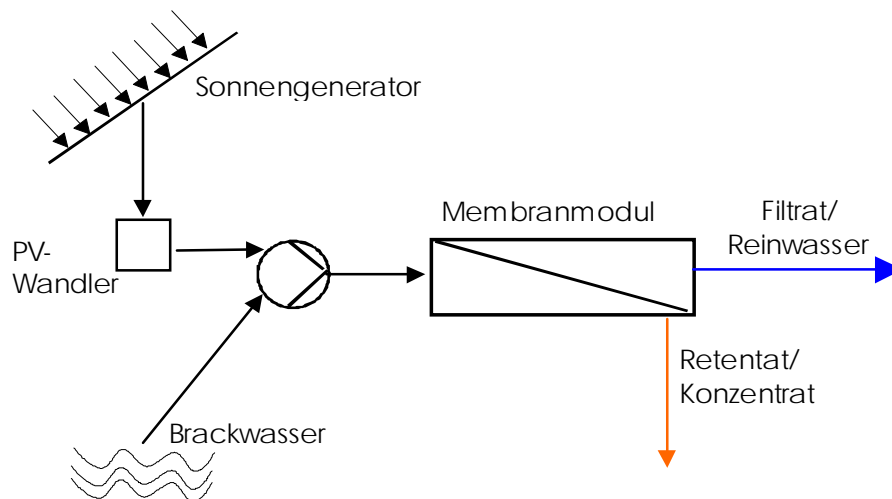 Sonnengenerator
PV-
Wandler
Membranmodul
Filtrat/
Reinwasser
Retentat/
Konzentrat
Brackwasser